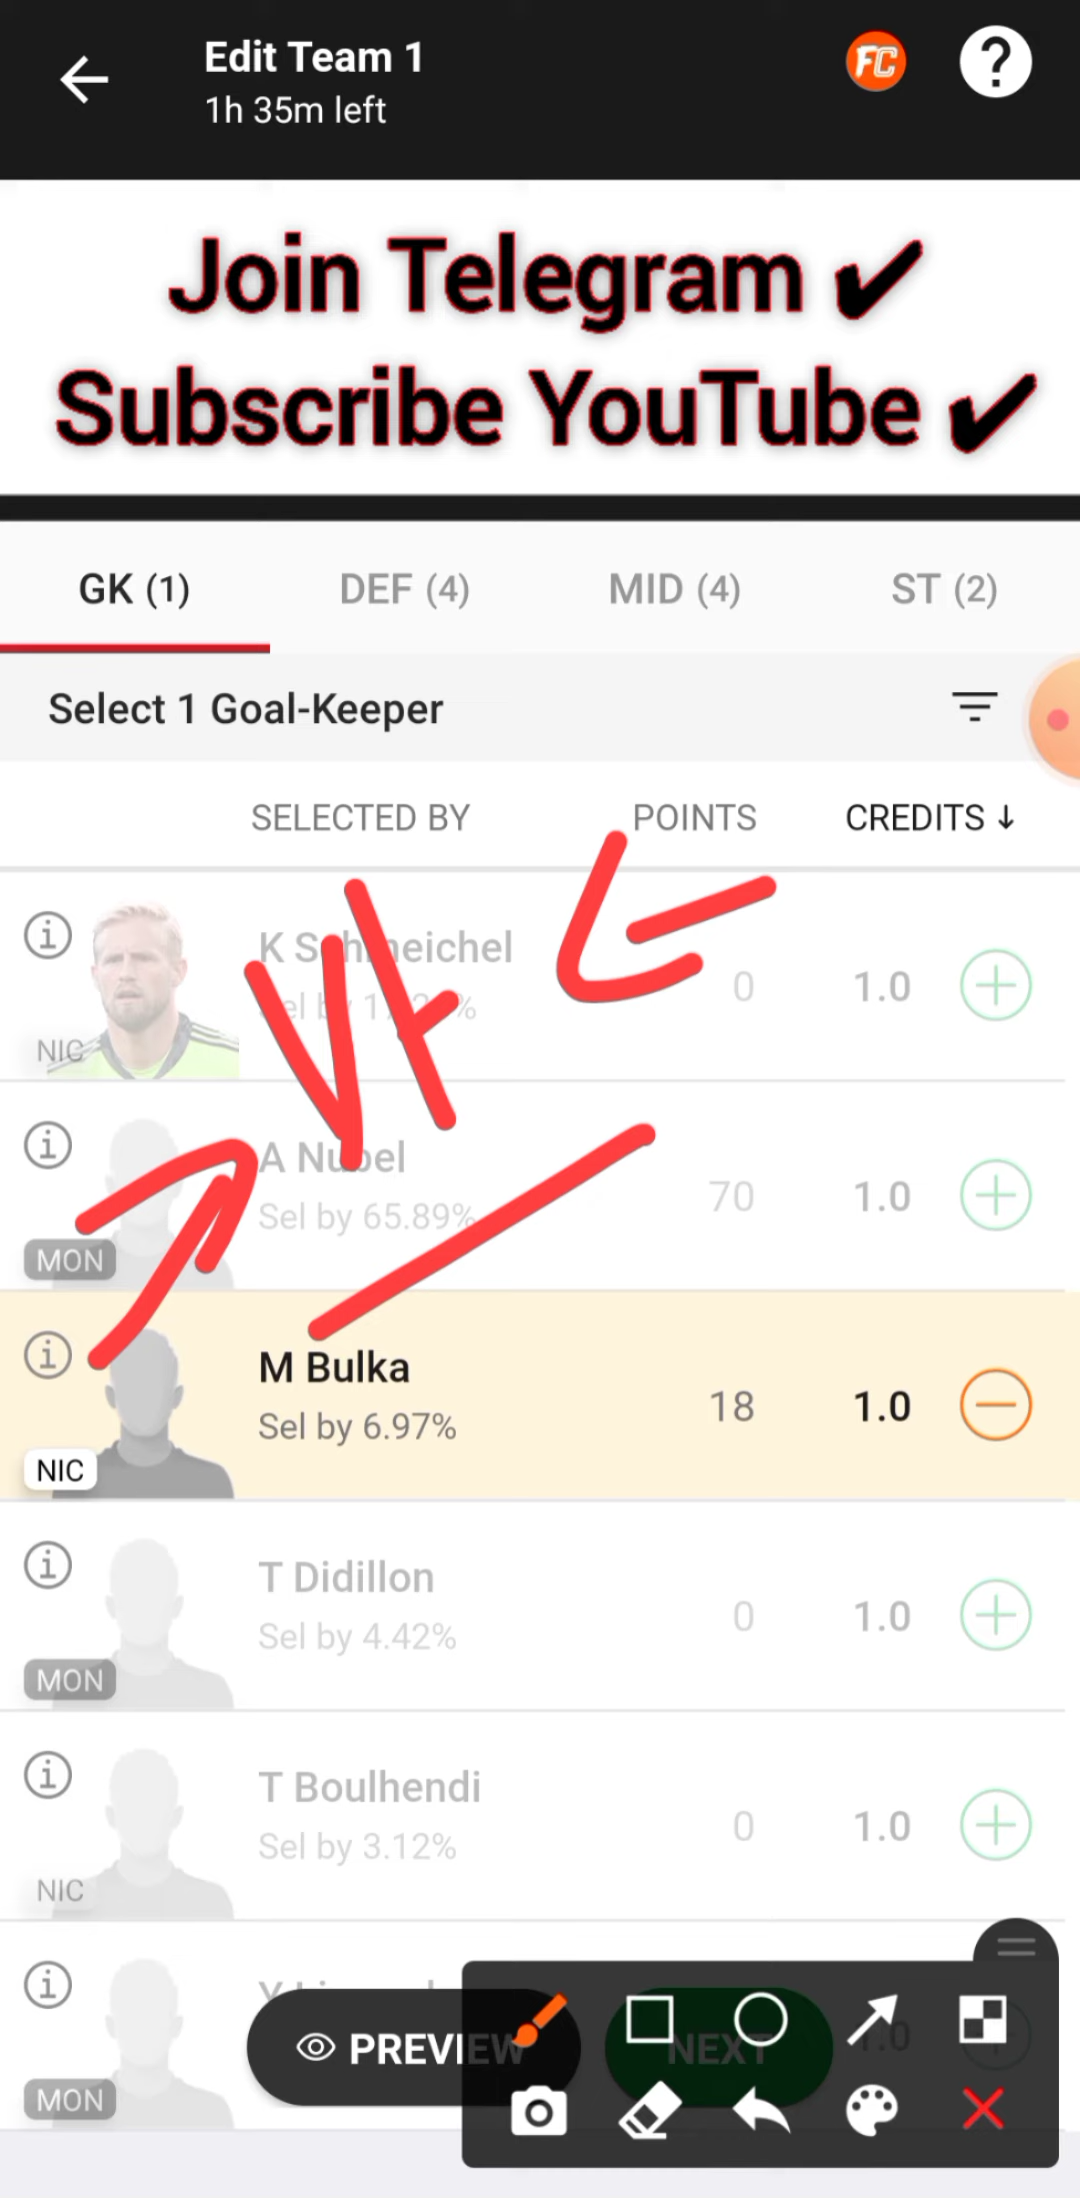 Edit Team 1
1h 35m left
FC
?
Join Telegram ✔
Subscribe YouTube ✔
GK (1) DEF (4) MID (4) ST (2)
Select 1 Goal-Keeper
SELECTED BY POINTS CREDITS ↓
K Schmeichel
0 1.0
NIC
A Nubel
Sel by 65.89% 70 1.0
MON
M Bulka
Sel by 6.97% 18 1.0
NIC
T Didillon
Sel by 4.42% 0 1.0
MON
T Boulhendi
Sel by 3.12% 0 1.0
NIC
PREVIEW NEXT
MON